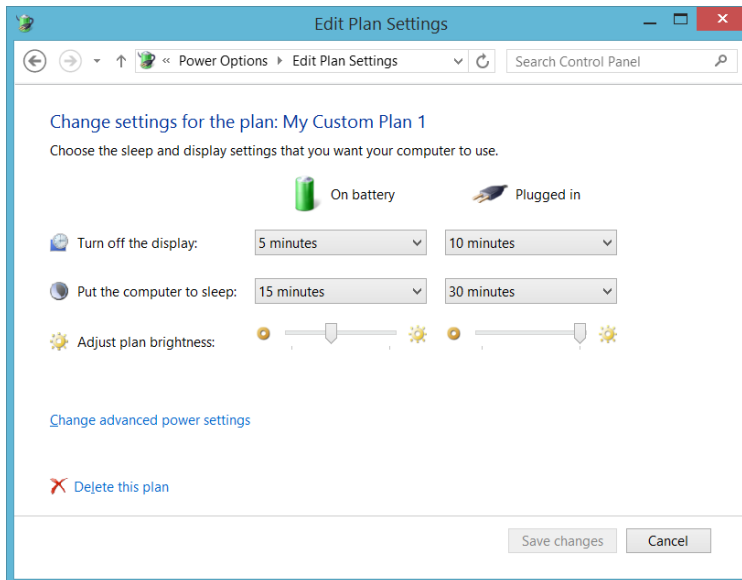 Edit Plan Settings
« Power Options Edit Plan Settings Search Control Panel
Change settings for the plan: My Custom Plan 1
Choose the sleep and display settings that you want your computer to use.
On battery Plugged in
Turn off the display: 5 minutes 10 minutes
Put the computer to sleep: 15 minutes 30 minutes
Adjust plan brightness:
Change advanced power settings
Delete this plan
Save changes Cancel